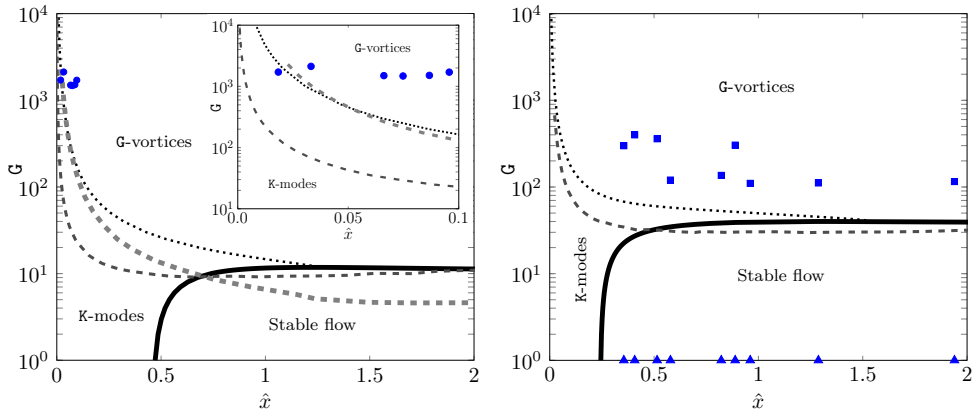 10^4
10^3
10^2
10^1
10^0
G
0
0.5
1
1.5
2
x̂
G-vortices
K-modes
Stable flow
10^4
10^3
10^2
10^1
G
0.0
0.05
0.1
x̂
G-vortices
K-modes
10^4
10^3
10^2
10^1
10^0
G
0
0.5
1
1.5
2
x̂
G-vortices
K-modes
Stable flow